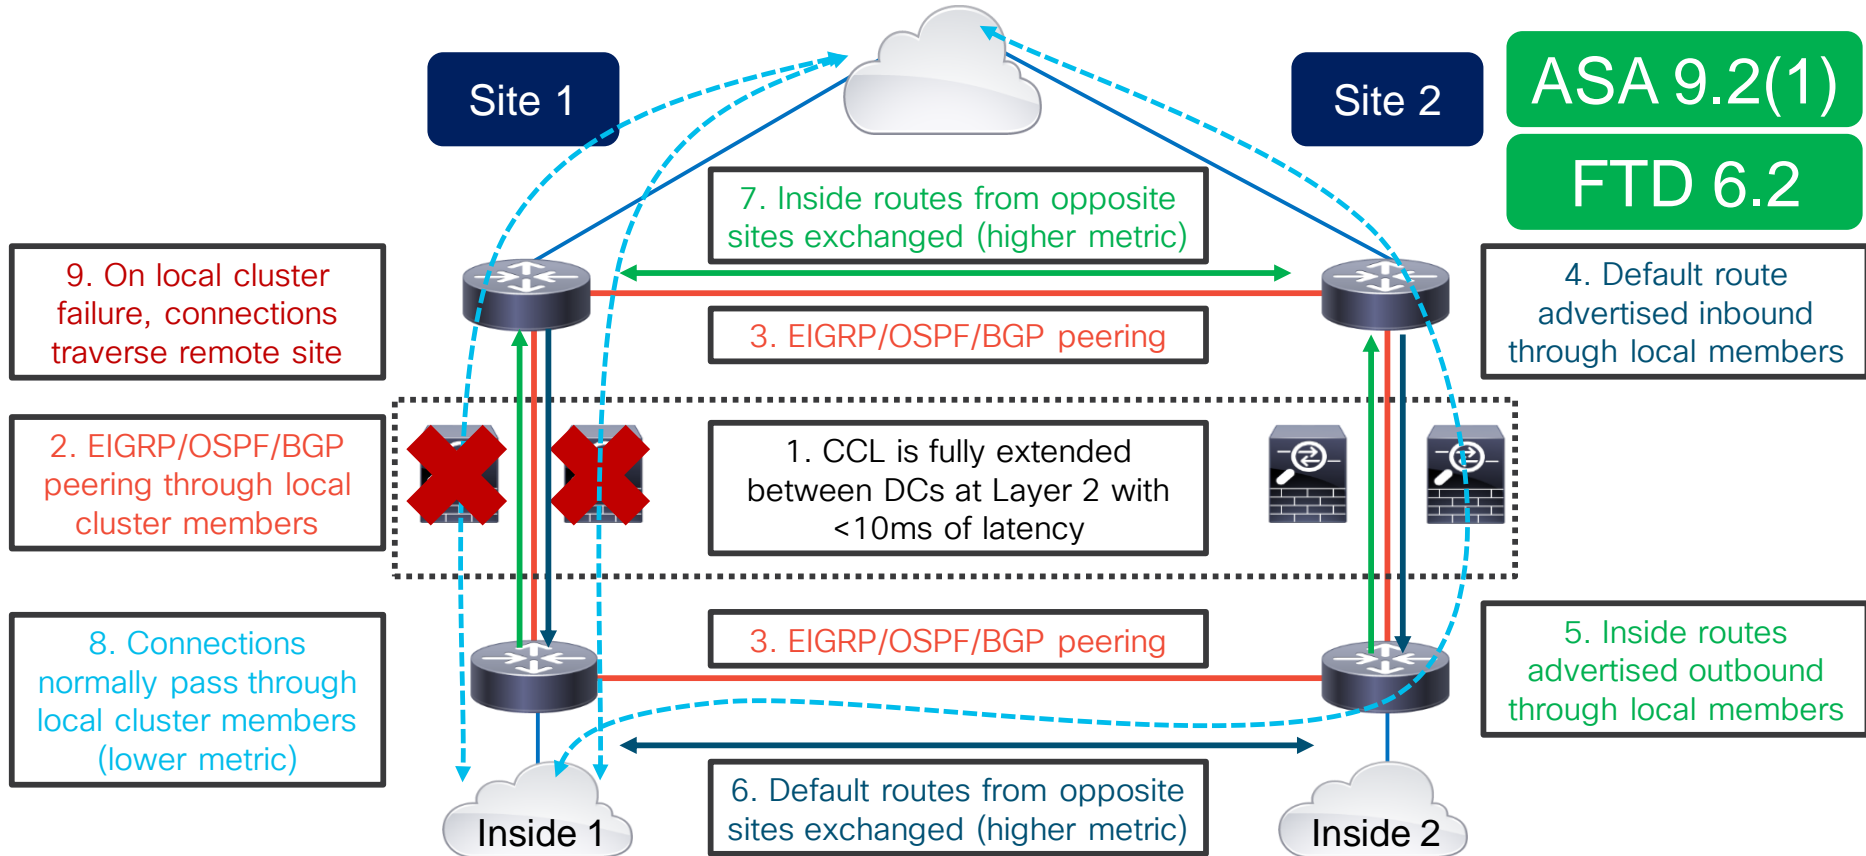 Site 1
Site 2
ASA 9.2(1)
FTD 6.2
7. Inside routes from opposite
sites exchanged (higher metric)
9. On local cluster
failure, connections
traverse remote site
3. EIGRP/OSPF/BGP peering
4. Default route
advertised inbound
through local members
2. EIGRP/OSPF/BGP
peering through local
cluster members
1. CCL is fully extended
between DCs at Layer 2 with
<10ms of latency
8. Connections
normally pass through
local cluster members
(lower metric)
3. EIGRP/OSPF/BGP peering
5. Inside routes
advertised outbound
through local members
6. Default routes from opposite
sites exchanged (higher metric)
Inside 1
Inside 2